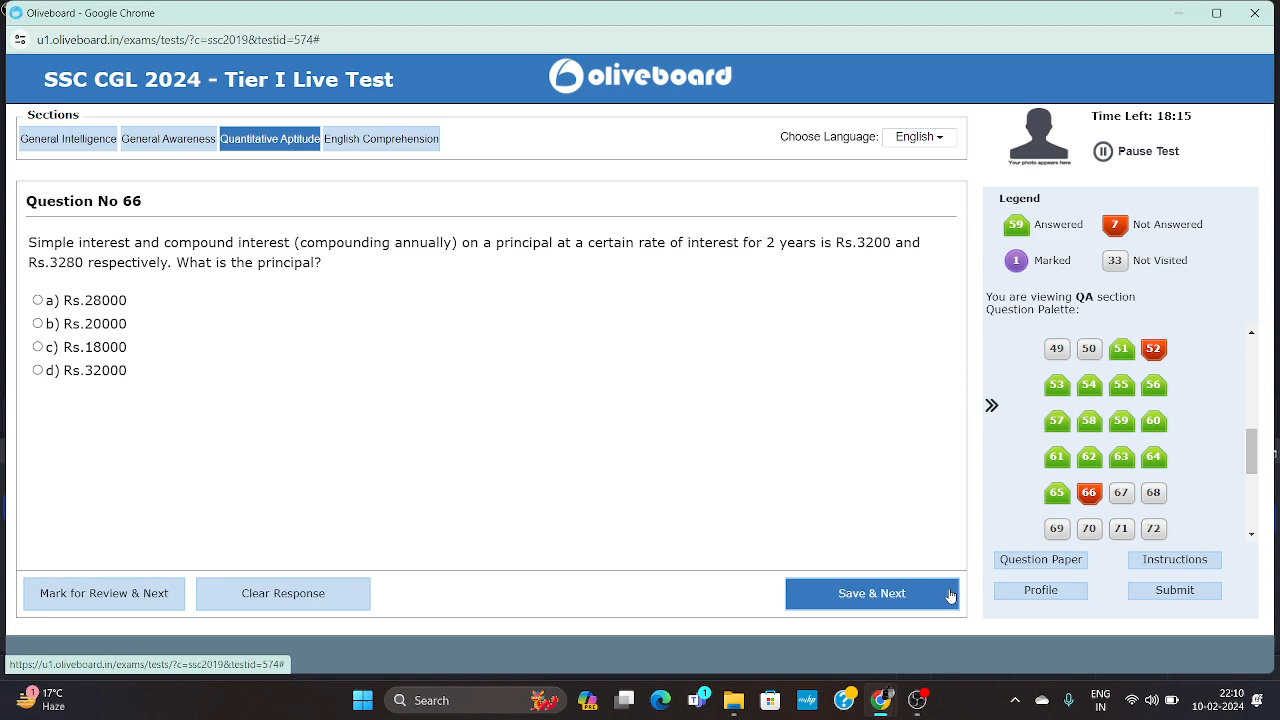 Oliveboard - Google Chrome
u1.oliveboard.in/exams/tests/?c=ssc2019&testid=574#
SSC CGL 2024 - Tier I Live Test
oliveboard
Sections
General Intelligence
General Awareness
Quantitative Aptitude
English Comprehension
Choose Language:
English
Your photo appears here
Time Left: 18:15
Pause Test
Question No 66
Simple interest and compound interest (compounding annually) on a principal at a certain rate of interest for 2 years is Rs.3200 and
Rs.3280 respectively. What is the principal?
a) Rs.28000
b) Rs.20000
c) Rs.18000
d) Rs.32000
Legend
59 Answered
7 Not Answered
1 Marked
33 Not Visited
You are viewing QA section
Question Palette:
49 50 51 52
53 54 55 56
57 58 59 60
61 62 63 64
65 66 67 68
69 70 71 72
Question Paper
Instructions
Profile
Submit
Mark for Review & Next
Clear Response
Save & Next
https://u1.oliveboard.in/exams/tests/?c=ssc2019&testid=574#
1
17°C
Haze
Search
1
ENG
IN
22:10
10-02-2024